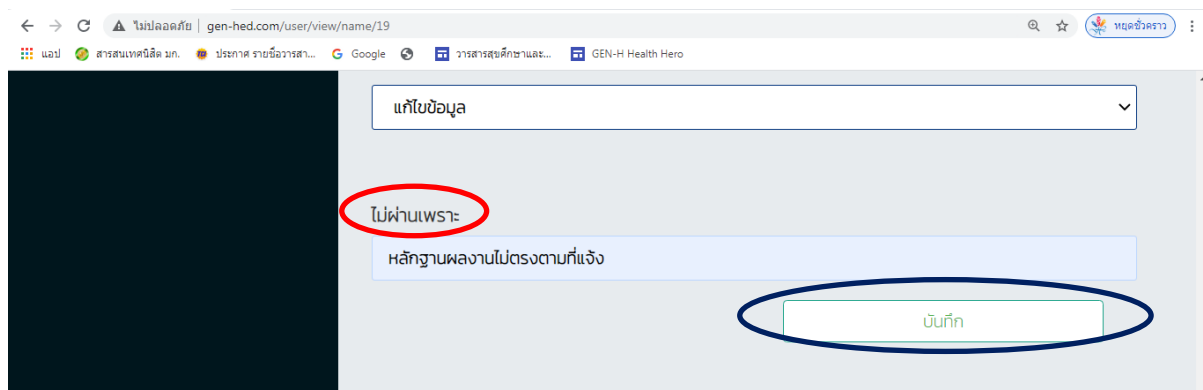 ไม่ปลอดภัย | gen-hed.com/user/view/name/19
หยุดชั่วคราว
แอป สารสนเทศนิสิต มก. ประกาศ รายชื่อวารสา... Google วารสารสุขศึกษาและ... GEN-H Health Hero
แก้ไขข้อมูล
ไม่ผ่านเพราะ
หลักฐานผลงานไม่ตรงตามที่แจ้ง
บันทึก